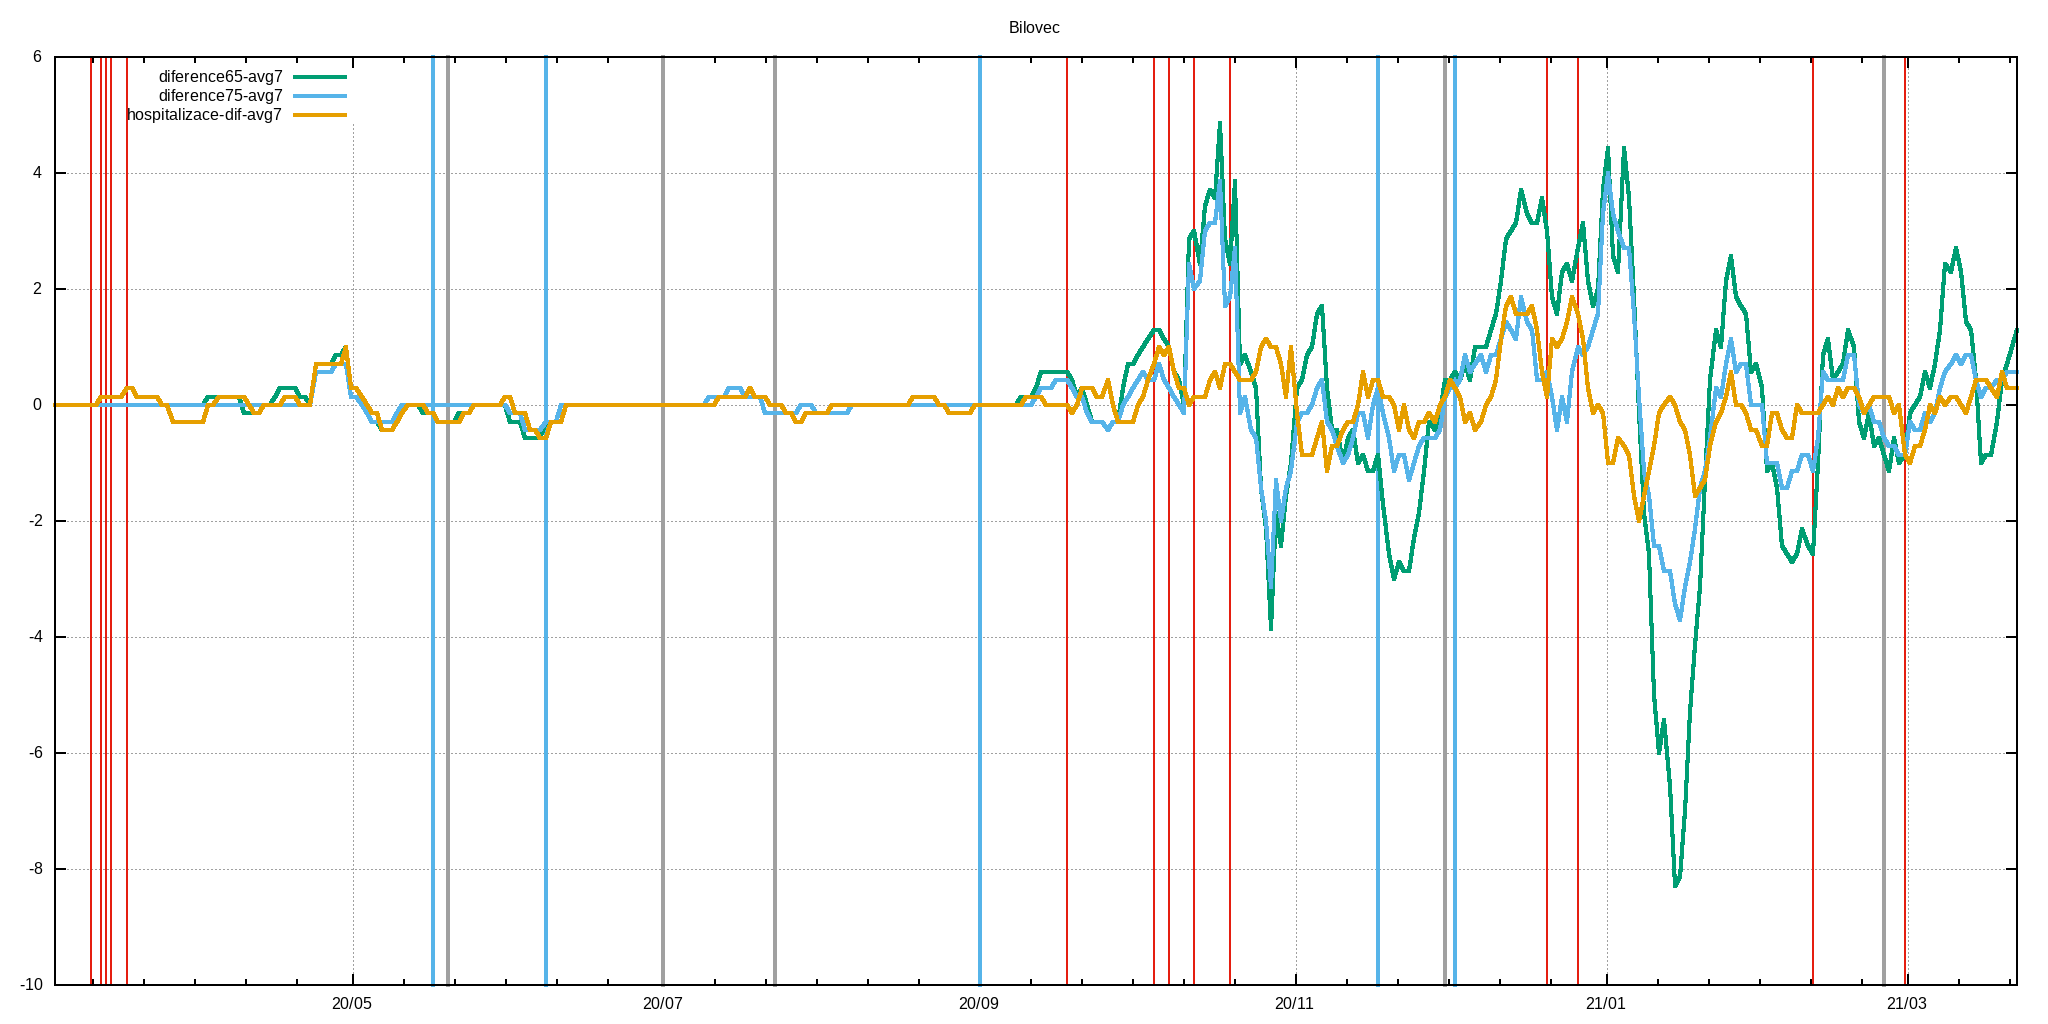 Bilovec
6
diference65-avg7
diference75-avg7
hospitalizace-dif-avg7
4
2
0
-2
-4
-6
-8
-10
20/05 20/07 20/09 20/11 21/01 21/03